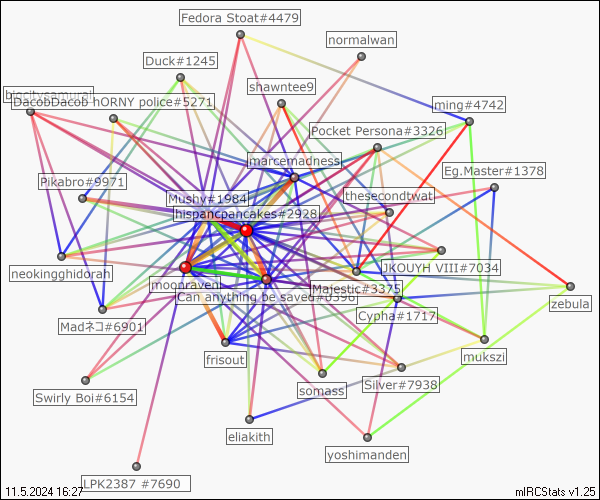 Fedora Stoat#4479
normalwan
Duck#1245
shawntee9
DacobDacob hORNY police#5271
ming#4742
Pocket Persona#3326
marcemadness
Eg.Master#1378
Pikabro#9971
Mushy#1984
thesecondtwat
hispancpancakes#2928
neokingghidorah
moonraven
JKOUYH VIII#7034
Can anything be saved#0398
Majestic#3375
zebula
Madネコ#6901
Cypha#1717
frisout
mukszi
Swirly Boi#6154
somass
Silver#7938
eliakith
yoshimanden
LPK2387 #7690
11.5.2024 16:27
mIRCStats v1.25